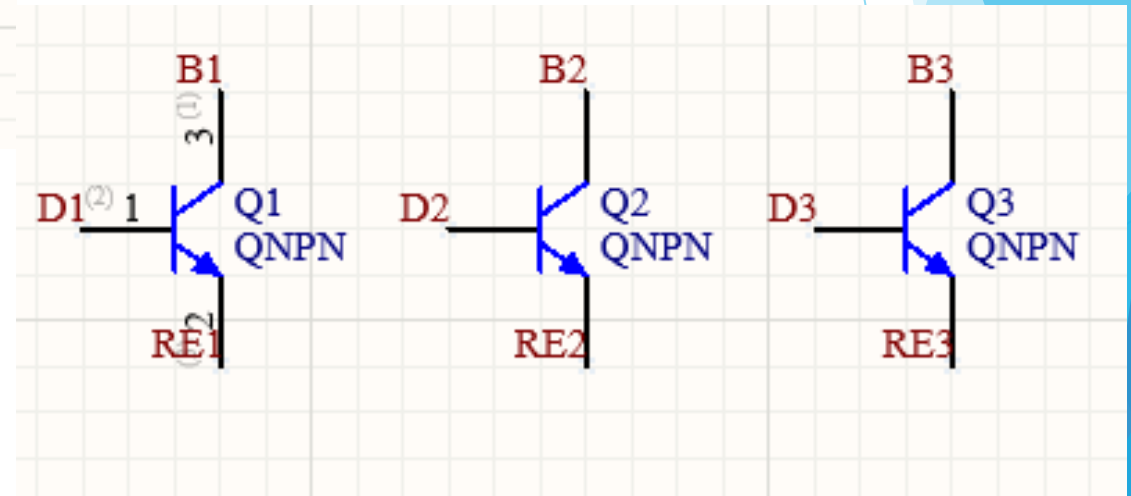 B1
(1)
3
D1
(2)
1
Q1
QNPN
2
RE1
B2
D2
Q2
QNPN
RE2
B3
D3
Q3
QNPN
RE3